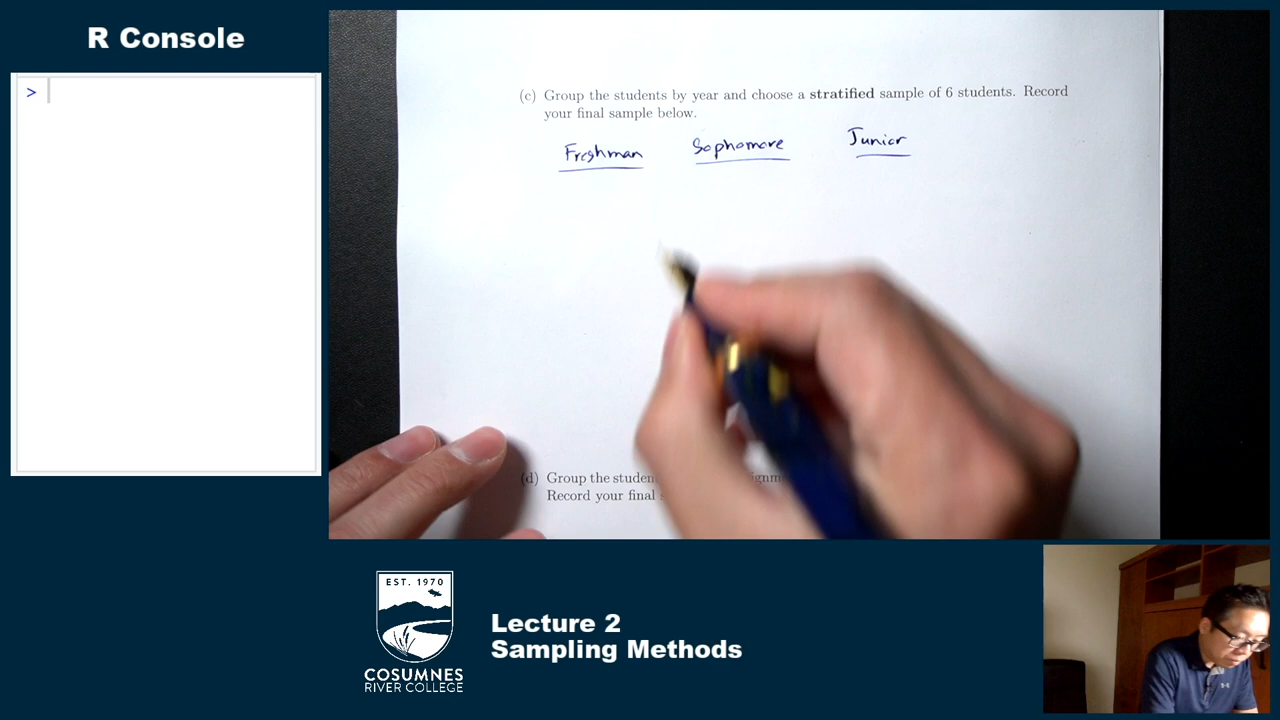 R Console
>
(c) Group the students by year and choose a stratified sample of 6 students. Record
your final sample below.
Freshman Sophomore Junior
(d) Group the studen
Record your final
EST. 1970
COSUMNES
RIVER COLLEGE
Lecture 2
Sampling Methods